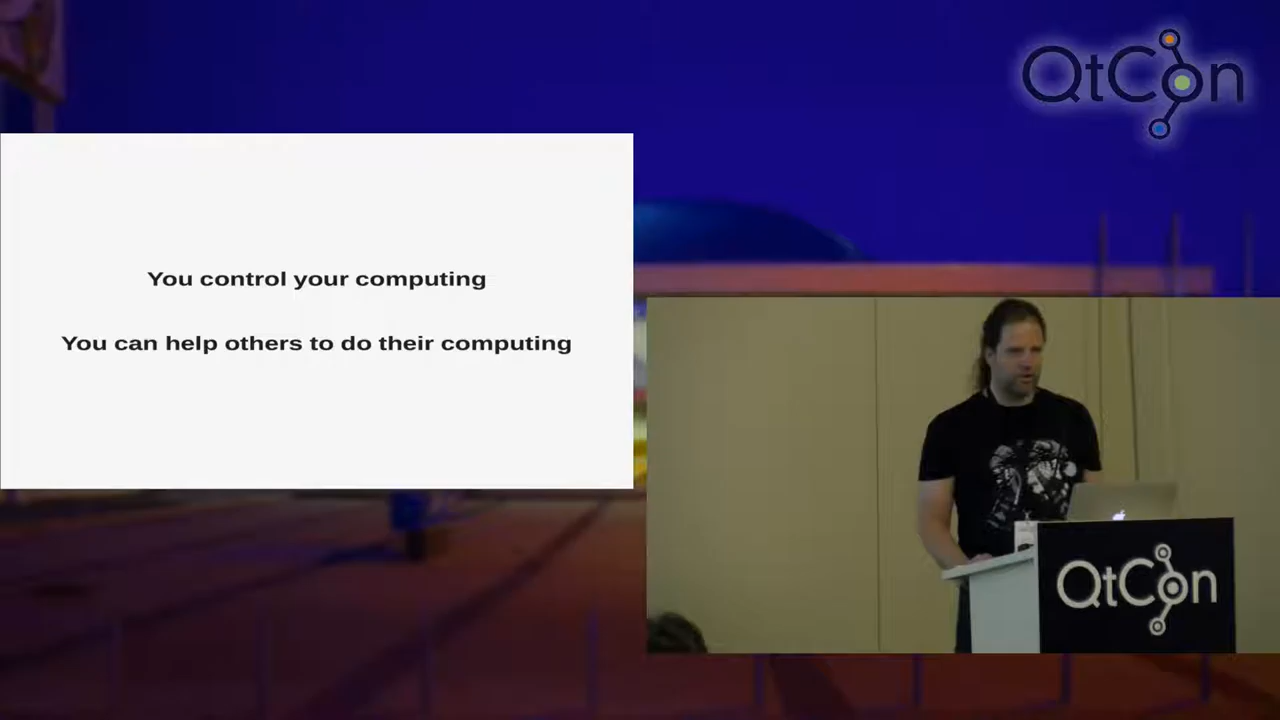 QtCon
You control your computing
You can help others to do their computing
QtCon